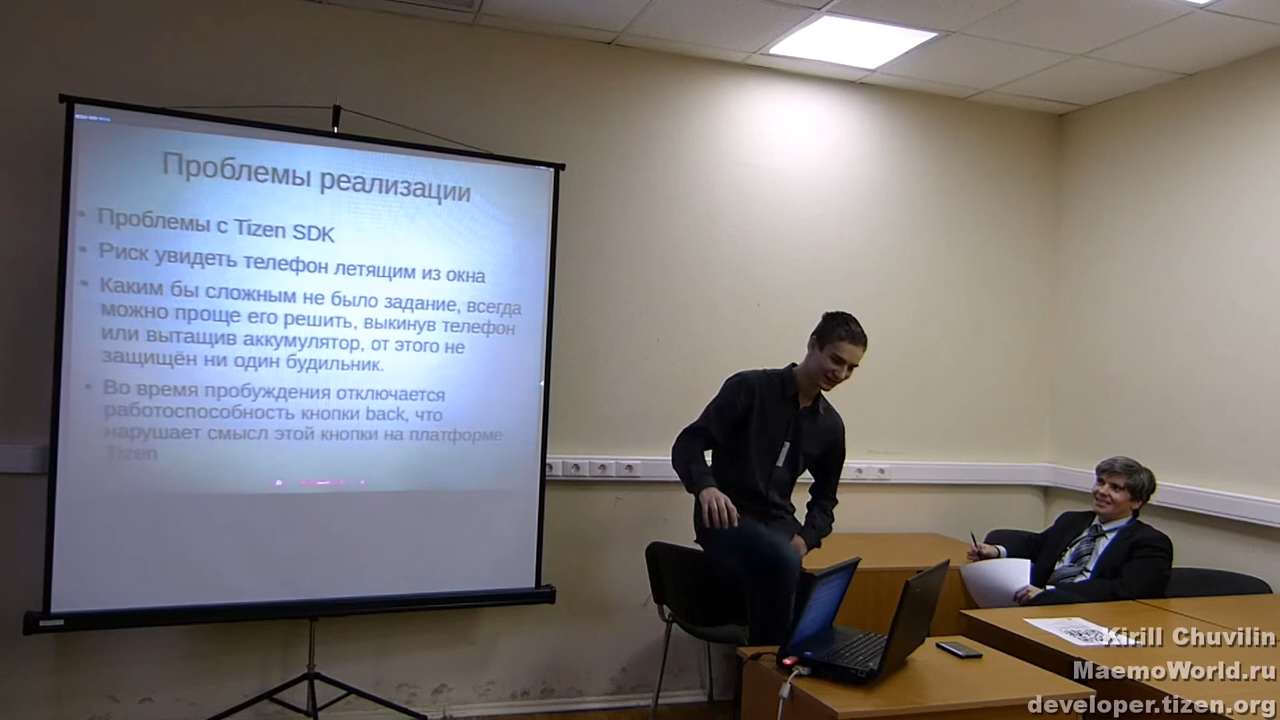 Проблемы реализации
Проблемы с Tizen SDK
Риск увидеть телефон летящим из окна
Каким бы сложным не было задание, всегда
можно проще его решить, выкинув телефон
или вытащив аккумулятор, от этого не
защищён ни один будильник.
Во время пробуждения отключается
работоспособность кнопки back, что
нарушает смысл этой кнопки на платформе
Tizen
Kirill Chuvilin
MaemoWorld.ru
developer.tizen.org